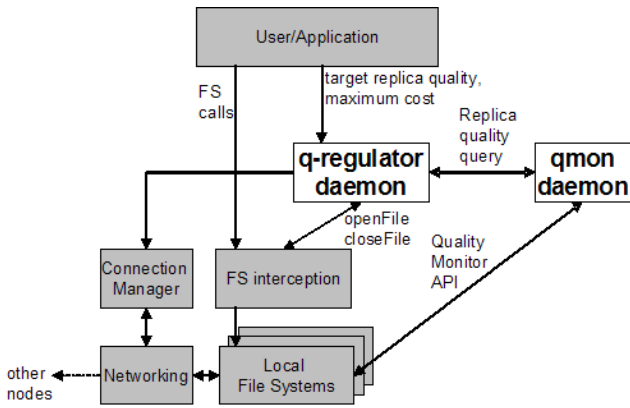 User/Application
FS
calls
target replica quality,
maximum cost
Replica
quality
query
q-regulator
daemon
qmon
daemon
openFile
closeFile
Quality
Monitor
API
Connection
Manager
FS interception
other
nodes
Networking
Local
File Systems